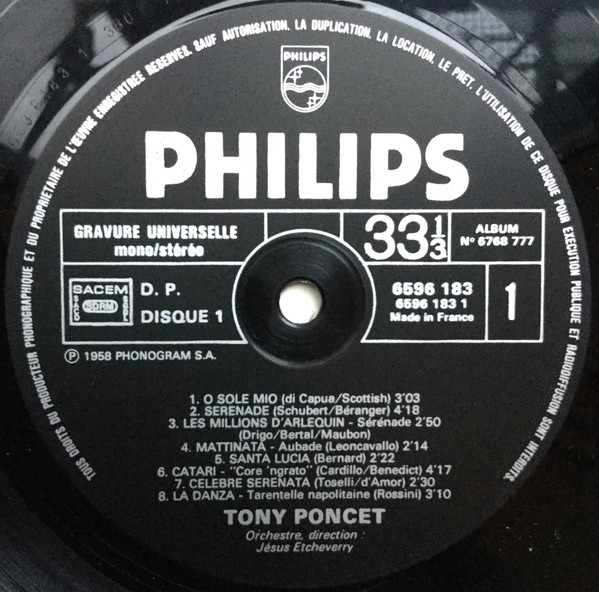 TOUS DROITS DU PRODUCTEUR PHONOGRAPHIQUE ET DU PROPRIETAIRE DE L'ŒUVRE ENREGISTREE RESERVES. SAUF AUTORISATION, LA DUPLICATION, LA LOCATION, LE PRET, L'UTILISATION DE CE DISQUE POUR EXECUTION PUBLIQUE ET RADIODIFFUSION SONT INTERDITS.
PHILIPS
PHILIPS
GRAVURE UNIVERSELLE
mono/stéréo
33 1/3
ALBUM
N° 6768 777
SACEM
SACD
SDRM
SGDL
D. P.
DISQUE 1
6596 183
6596 183 1
Made in France
1
Ⓟ 1958 PHONOGRAM S.A.
1. O SOLE MIO (di Capua/Scottish) 3'03
2. SERENADE (Schubert/Béranger) 4'18
3. LES MILLIONS D'ARLEQUIN - Sérénade 2'50
(Drigo/Bertal/Maubon)
4. MATTINATA - Aubade (Leoncavallo) 2'14
5. SANTA LUCIA (Bernard) 2'22
6. CATARI - "Core 'ngrato" (Cardillo/Benedict) 4'17
7. CELEBRE SERENATA (Toselli/d'Amor) 2'30
8. LA DANZA - Tarentelle napolitaine (Rossini) 3'10
TONY PONCET
Orchestre, direction :
Jésus Etcheverry